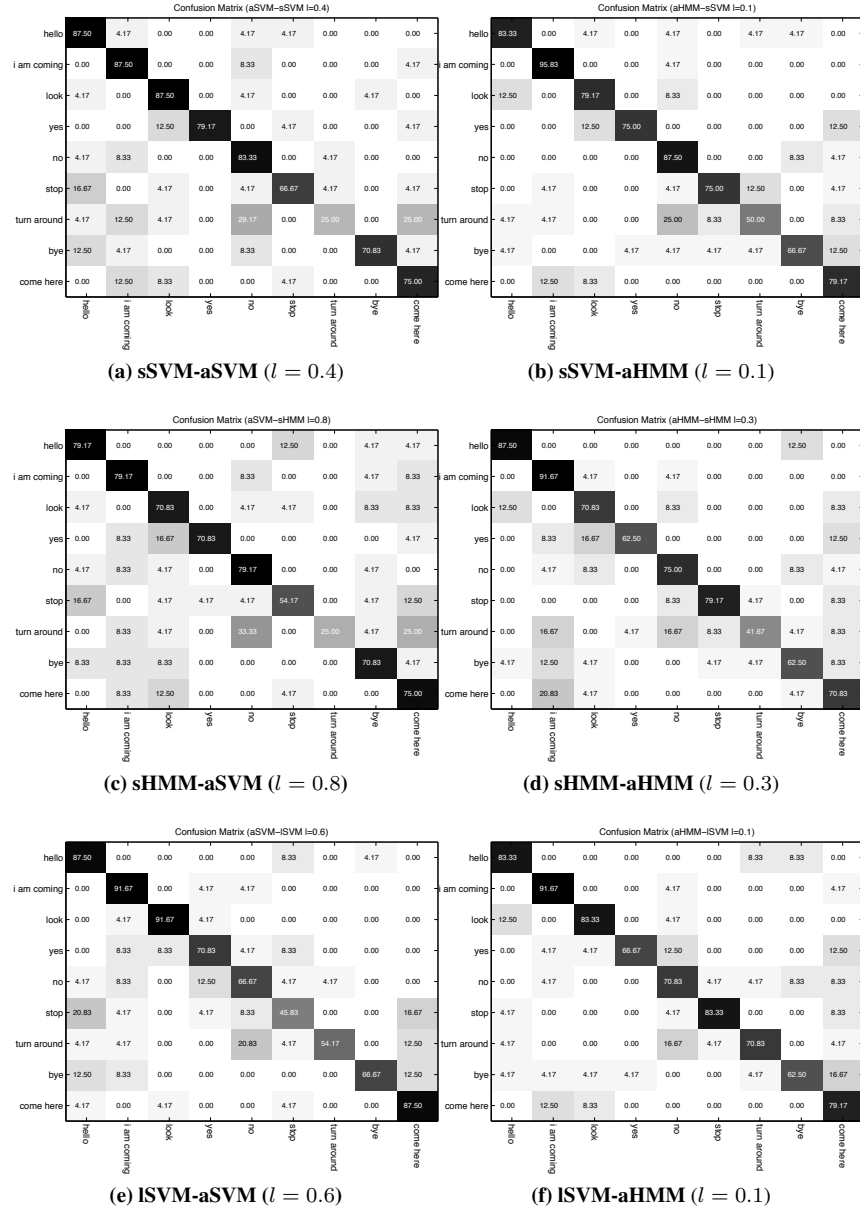 Confusion Matrix (aSVM−sSVM l=0.4)
hello 87.50 4.17 0.00 0.00 4.17 4.17 0.00 0.00 0.00
i am coming 0.00 87.50 0.00 0.00 8.33 0.00 0.00 0.00 4.17
look 4.17 0.00 87.50 0.00 4.17 0.00 0.00 4.17 0.00
yes 0.00 0.00 12.50 79.17 0.00 4.17 0.00 0.00 4.17
no 4.17 8.33 0.00 0.00 83.33 0.00 4.17 0.00 0.00
stop 16.67 0.00 4.17 0.00 4.17 66.67 4.17 0.00 4.17
turn around 4.17 12.50 4.17 0.00 29.17 0.00 25.00 0.00 25.00
bye 12.50 4.17 0.00 0.00 8.33 0.00 0.00 70.83 4.17
come here 0.00 12.50 8.33 0.00 0.00 4.17 0.00 0.00 75.00
hello i am coming look yes no stop turn around bye come here
(a) sSVM-aSVM (l = 0.4)
Confusion Matrix (aHMM−sSVM l=0.1)
hello 83.33 0.00 4.17 0.00 4.17 0.00 4.17 4.17 0.00
i am coming 0.00 95.83 0.00 0.00 4.17 0.00 0.00 0.00 0.00
look 12.50 0.00 79.17 0.00 8.33 0.00 0.00 0.00 0.00
yes 0.00 0.00 12.50 75.00 0.00 0.00 0.00 0.00 12.50
no 0.00 0.00 0.00 0.00 87.50 0.00 0.00 8.33 4.17
stop 0.00 4.17 0.00 0.00 4.17 75.00 12.50 0.00 4.17
turn around 4.17 4.17 0.00 0.00 25.00 8.33 50.00 0.00 8.33
bye 4.17 0.00 0.00 4.17 4.17 4.17 4.17 66.67 12.50
come here 0.00 12.50 8.33 0.00 0.00 0.00 0.00 0.00 79.17
hello i am coming look yes no stop turn around bye come here
(b) sSVM-aHMM (l = 0.1)
Confusion Matrix (aSVM−sHMM l=0.8)
hello 79.17 0.00 0.00 0.00 0.00 12.50 0.00 4.17 4.17
i am coming 0.00 79.17 0.00 0.00 8.33 0.00 0.00 4.17 8.33
look 4.17 0.00 70.83 0.00 4.17 4.17 0.00 8.33 8.33
yes 0.00 8.33 16.67 70.83 0.00 0.00 0.00 0.00 4.17
no 4.17 8.33 4.17 0.00 79.17 0.00 0.00 4.17 0.00
stop 16.67 0.00 4.17 4.17 4.17 54.17 0.00 4.17 12.50
turn around 0.00 8.33 4.17 0.00 33.33 0.00 25.00 4.17 25.00
bye 8.33 8.33 8.33 0.00 0.00 0.00 0.00 70.83 4.17
come here 0.00 8.33 12.50 0.00 0.00 4.17 0.00 0.00 75.00
hello i am coming look yes no stop turn around bye come here
(c) sHMM-aSVM (l = 0.8)
Confusion Matrix (aHMM−sHMM l=0.3)
hello 87.50 0.00 0.00 0.00 0.00 0.00 0.00 12.50 0.00
i am coming 0.00 91.67 4.17 0.00 4.17 0.00 0.00 0.00 0.00
look 12.50 0.00 70.83 0.00 8.33 0.00 0.00 0.00 8.33
yes 0.00 8.33 16.67 62.50 0.00 0.00 0.00 0.00 12.50
no 0.00 4.17 8.33 0.00 75.00 0.00 0.00 8.33 4.17
stop 0.00 0.00 0.00 0.00 8.33 79.17 4.17 0.00 8.33
turn around 0.00 16.67 0.00 4.17 16.67 8.33 41.67 4.17 8.33
bye 4.17 12.50 4.17 0.00 0.00 4.17 4.17 62.50 8.33
come here 0.00 20.83 4.17 0.00 0.00 0.00 0.00 4.17 70.83
hello i am coming look yes no stop turn around bye come here
(d) sHMM-aHMM (l = 0.3)
Confusion Matrix (aSVM−lSVM l=0.6)
hello 87.50 0.00 0.00 0.00 0.00 8.33 0.00 4.17 0.00
i am coming 0.00 91.67 0.00 4.17 4.17 0.00 0.00 0.00 0.00
look 0.00 4.17 91.67 4.17 0.00 0.00 0.00 0.00 0.00
yes 0.00 8.33 8.33 70.83 4.17 8.33 0.00 0.00 0.00
no 4.17 8.33 0.00 12.50 66.67 4.17 4.17 0.00 0.00
stop 20.83 4.17 0.00 4.17 8.33 45.83 0.00 0.00 16.67
turn around 4.17 4.17 0.00 0.00 20.83 4.17 54.17 0.00 12.50
bye 12.50 8.33 0.00 0.00 0.00 0.00 0.00 66.67 12.50
come here 4.17 0.00 4.17 0.00 0.00 4.17 0.00 0.00 87.50
hello i am coming look yes no stop turn around bye come here
(e) lSVM-aSVM (l = 0.6)
Confusion Matrix (aHMM−lSVM l=0.1)
hello 83.33 0.00 0.00 0.00 0.00 0.00 8.33 8.33 0.00
i am coming 0.00 91.67 0.00 0.00 4.17 0.00 0.00 0.00 4.17
look 12.50 0.00 83.33 0.00 4.17 0.00 0.00 0.00 0.00
yes 0.00 4.17 4.17 66.67 12.50 0.00 0.00 0.00 12.50
no 0.00 4.17 0.00 0.00 70.83 4.17 4.17 8.33 8.33
stop 4.17 0.00 0.00 0.00 4.17 83.33 0.00 0.00 8.33
turn around 4.17 0.00 0.00 0.00 16.67 4.17 70.83 0.00 4.17
bye 4.17 4.17 4.17 4.17 0.00 0.00 4.17 62.50 16.67
come here 0.00 12.50 8.33 0.00 0.00 0.00 0.00 0.00 79.17
hello i am coming look yes no stop turn around bye come here
(f) lSVM-aHMM (l = 0.1)